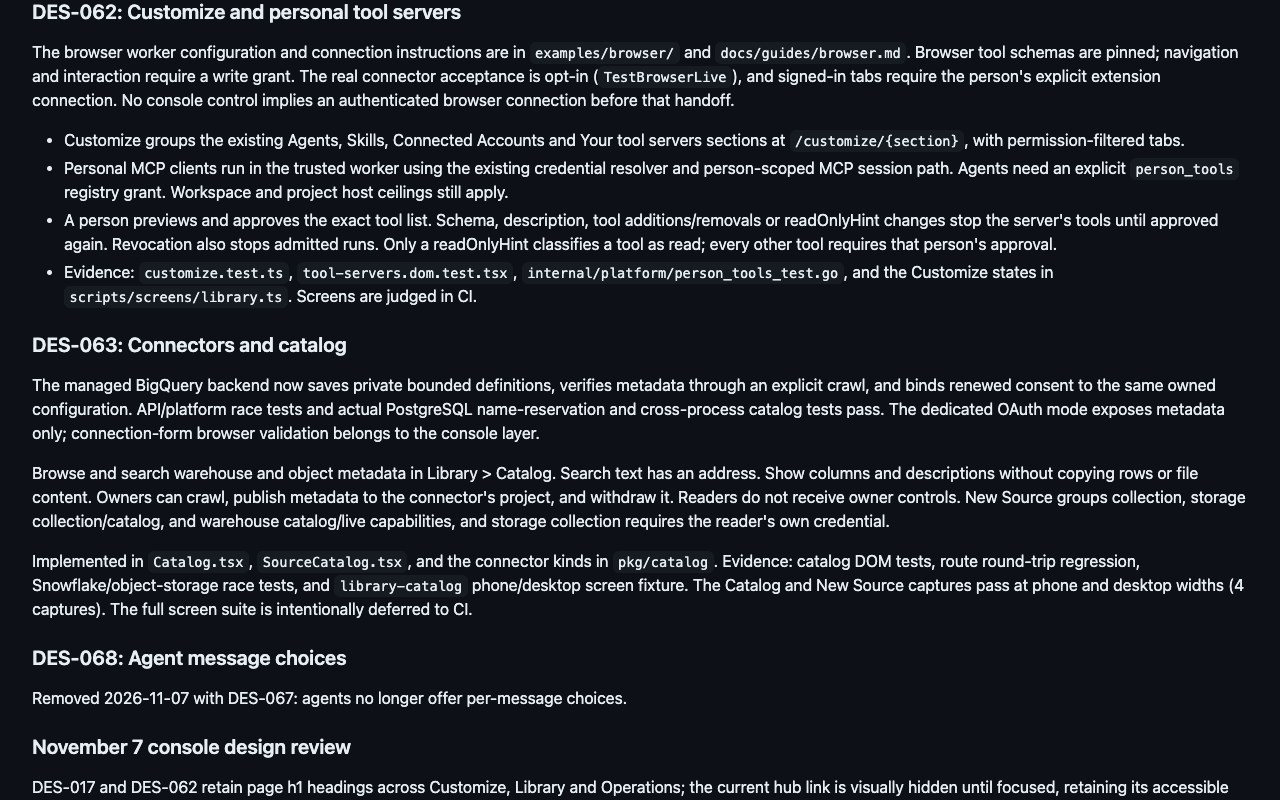 DES-062: Customize and personal tool servers
The browser worker configuration and connection instructions are in examples/browser/ and docs/guides/browser.md. Browser tool schemas are pinned; navigation
and interaction require a write grant. The real connector acceptance is opt-in (TestBrowserLive), and signed-in tabs require the person's explicit extension
connection. No console control implies an authenticated browser connection before that handoff.
• Customize groups the existing Agents, Skills, Connected Accounts and Your tool servers sections at /customize/{section}, with permission-filtered tabs.
• Personal MCP clients run in the trusted worker using the existing credential resolver and person-scoped MCP session path. Agents need an explicit person_tools
registry grant. Workspace and project host ceilings still apply.
• A person previews and approves the exact tool list. Schema, description, tool additions/removals or readOnlyHint changes stop the server's tools until approved
again. Revocation also stops admitted runs. Only a readOnlyHint classifies a tool as read; every other tool requires that person's approval.
• Evidence: customize.test.ts, tool-servers.dom.test.tsx, internal/platform/person_tools_test.go, and the Customize states in
scripts/screens/library.ts. Screens are judged in CI.
DES-063: Connectors and catalog
The managed BigQuery backend now saves private bounded definitions, verifies metadata through an explicit crawl, and binds renewed consent to the same owned
configuration. API/platform race tests and actual PostgreSQL name-reservation and cross-process catalog tests pass. The dedicated OAuth mode exposes metadata
only; connection-form browser validation belongs to the console layer.
Browse and search warehouse and object metadata in Library > Catalog. Search text has an address. Show columns and descriptions without copying rows or file
content. Owners can crawl, publish metadata to the connector's project, and withdraw it. Readers do not receive owner controls. New Source groups collection, storage
collection/catalog, and warehouse catalog/live capabilities, and storage collection requires the reader's own credential.
Implemented in Catalog.tsx, SourceCatalog.tsx, and the connector kinds in pkg/catalog. Evidence: catalog DOM tests, route round-trip regression,
Snowflake/object-storage race tests, and library-catalog phone/desktop screen fixture. The Catalog and New Source captures pass at phone and desktop widths (4
captures). The full screen suite is intentionally deferred to CI.
DES-068: Agent message choices
Removed 2026-11-07 with DES-067: agents no longer offer per-message choices.
November 7 console design review
DES-017 and DES-062 retain page h1 headings across Customize, Library and Operations; the current hub link is visually hidden until focused, retaining its accessible